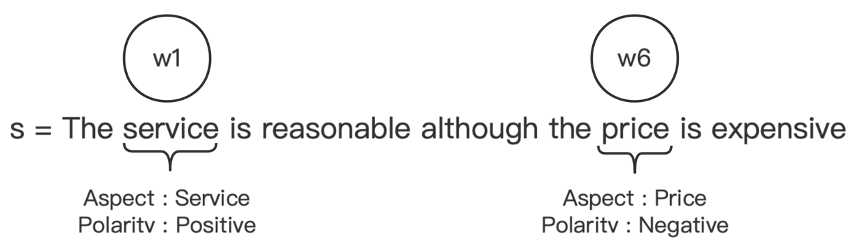 w1 w6
s = The service is reasonable although the price is expensive
Aspect : Service Aspect : Price
Polarity : Positive Polarity : Negative